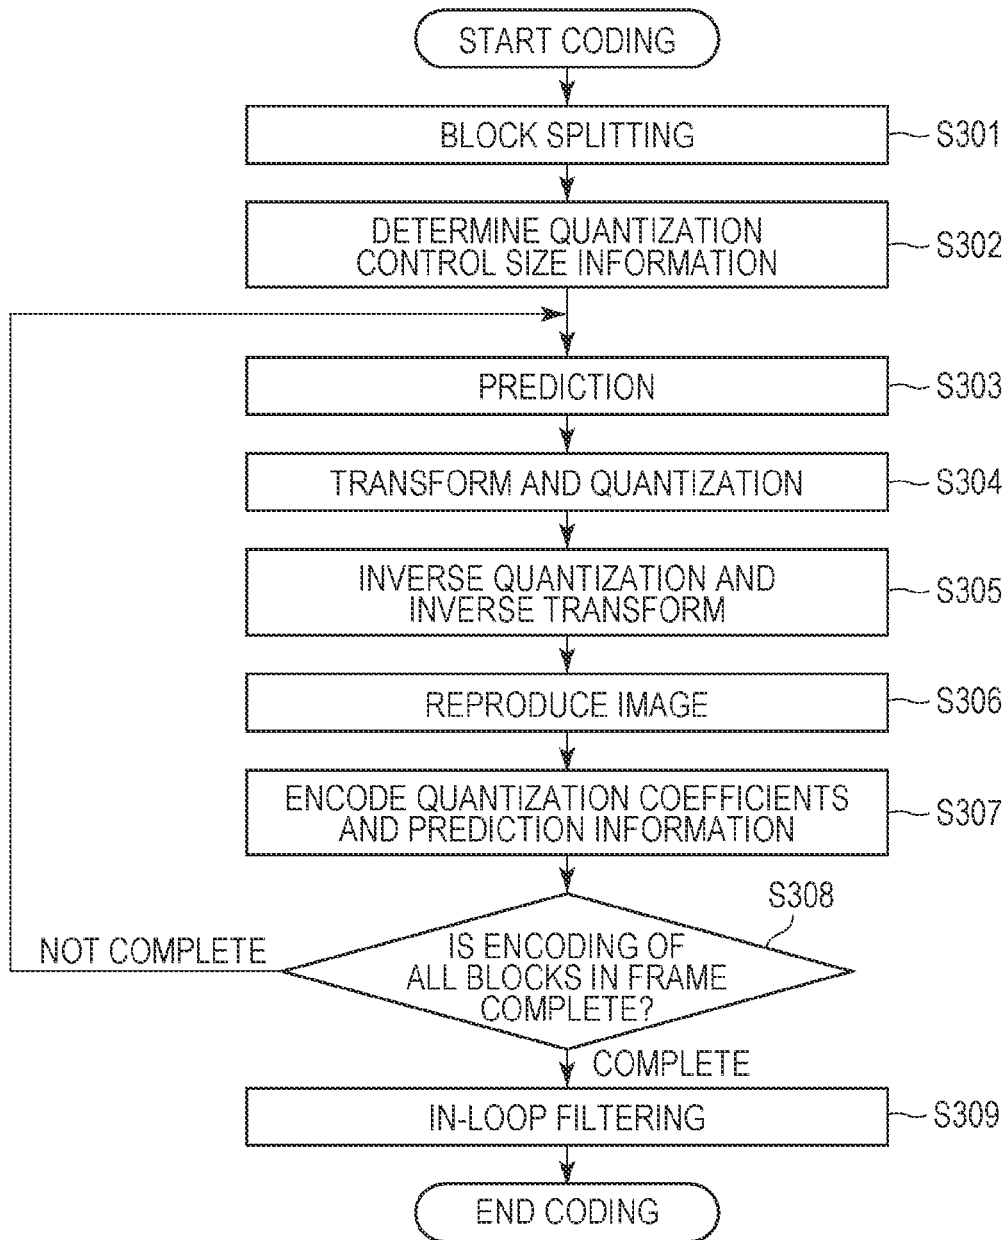 START CODING
BLOCK SPLITTING
S301
DETERMINE QUANTIZATION
CONTROL SIZE INFORMATION
S302
PREDICTION
S303
TRANSFORM AND QUANTIZATION
S304
INVERSE QUANTIZATION AND
INVERSE TRANSFORM
S305
REPRODUCE IMAGE
S306
ENCODE QUANTIZATION COEFFICIENTS
AND PREDICTION INFORMATION
S307
S308
NOT COMPLETE
IS ENCODING OF
ALL BLOCKS IN FRAME
COMPLETE?
COMPLETE
IN-LOOP FILTERING
S309
END CODING